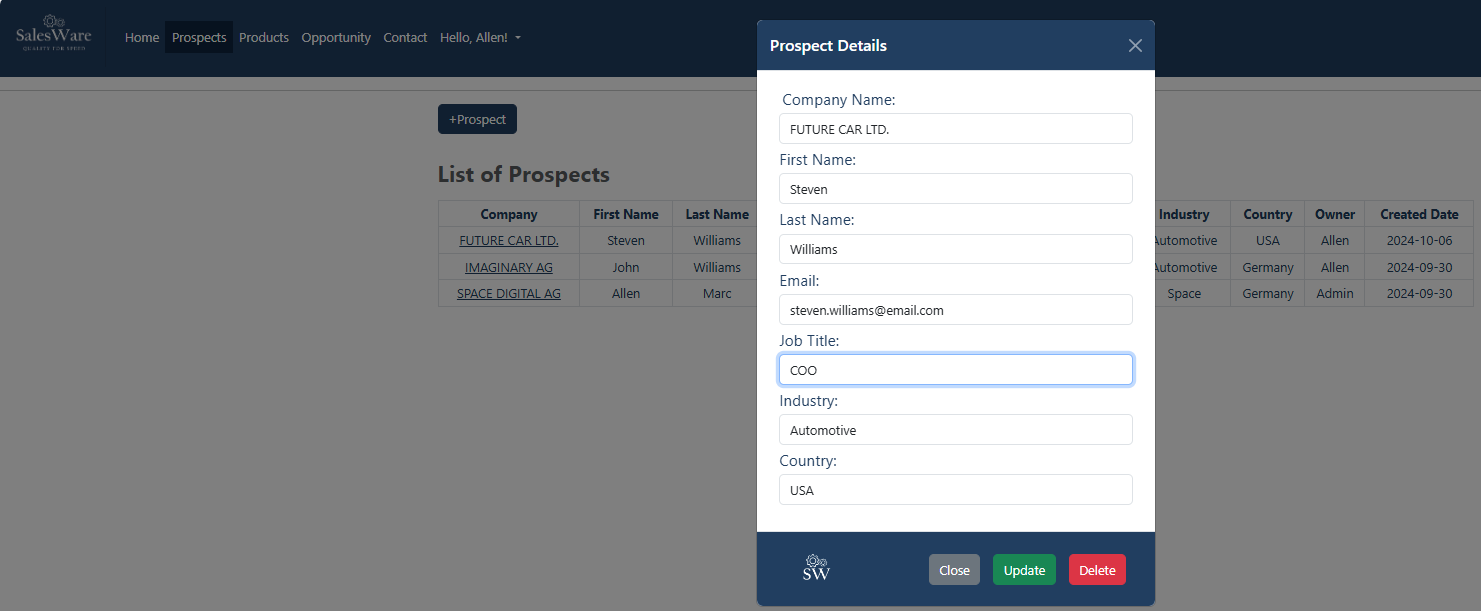 SalesWare
QUALITY FOR SPEED
Home Prospects Products Opportunity Contact Hello, Allen!
+Prospect
List of Prospects
Company First Name Last Name Industry Country Owner Created Date
FUTURE CAR LTD. Steven Williams Automotive USA Allen 2024-10-06
IMAGINARY AG John Williams Automotive Germany Allen 2024-09-30
SPACE DIGITAL AG Allen Marc Space Germany Admin 2024-09-30
Prospect Details
Company Name:
FUTURE CAR LTD.
First Name:
Steven
Last Name:
Williams
Email:
steven.williams@email.com
Job Title:
COO
Industry:
Automotive
Country:
USA
SW
Close Update Delete